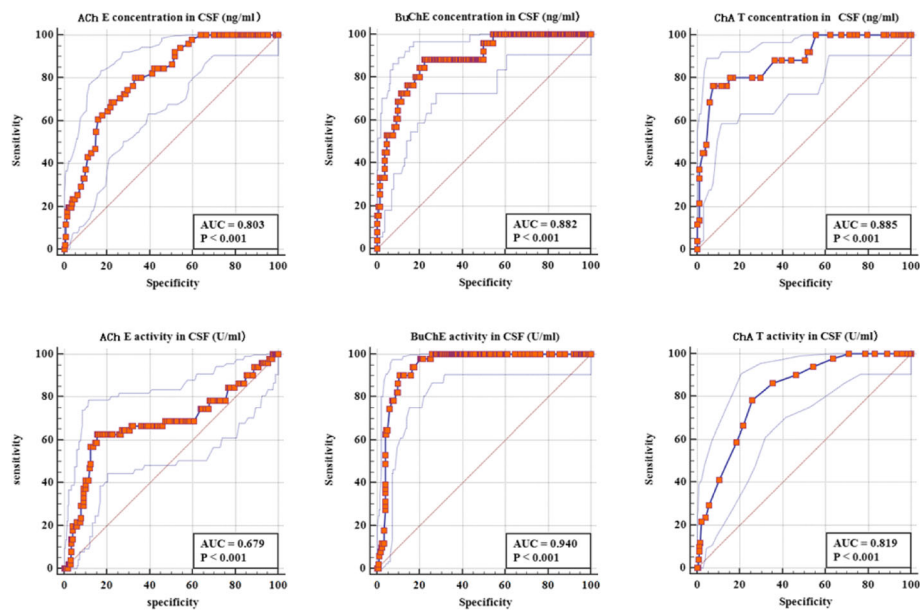 ACh E concentration in CSF (ng/ml)
Sensitivity
100
80
60
40
20
0
AUC = 0.803
P < 0.001
0 20 40 60 80 100
Specificity
BuChE concentration in CSF (ng/ml)
Sensitivity
100
80
60
40
20
0
AUC = 0.882
P < 0.001
0 20 40 60 80 100
Specificity
ChA T concentration in CSF (ng/ml)
Sensitivity
100
80
60
40
20
0
AUC = 0.885
P < 0.001
0 20 40 60 80 100
Specificity
ACh E activity in CSF (U/ml)
sensitivity
100
80
60
40
20
0
AUC = 0.679
P < 0.001
0 20 40 60 80 100
specificity
BuChE activity in CSF (U/ml)
Sensitivity
100
80
60
40
20
0
AUC = 0.940
P < 0.001
0 20 40 60 80 100
Specificity
ChA T activity in CSF (U/ml)
Sensitivity
100
80
60
40
20
0
AUC = 0.819
P < 0.001
0 20 40 60 80 100
Specificity